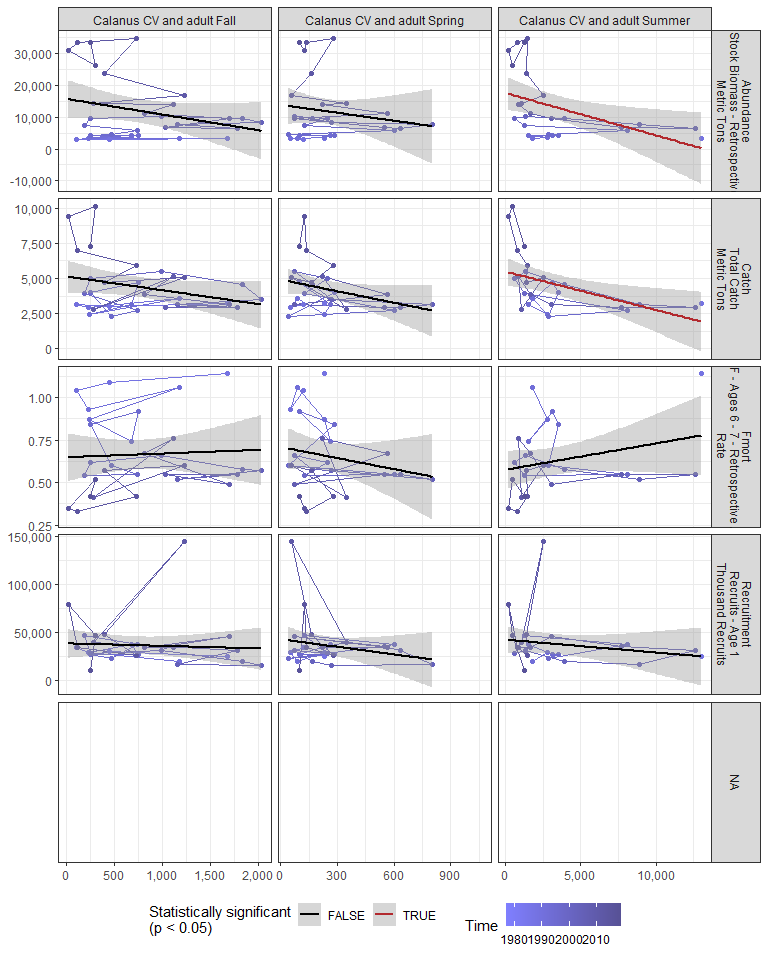 Calanus CV and adult Fall
Calanus CV and adult Spring
Calanus CV and adult Summer
30,000
20,000
10,000
0
-10,000
Abundance
Stock Biomass - Retrospectiv
Metric Tons
10,000
7,500
5,000
2,500
0
Catch
Total Catch
Metric Tons
1.00
0.75
0.50
0.25
Fmort
F - Ages 6 - 7 - Retrospective
Rate
150,000
100,000
50,000
0
Recruitment
Recruits - Age 1
Thousand Recruits
NA
0 500 1,000 1,500 2,000
0 300 600 900
0 5,000 10,000
Statistically significant
(p < 0.05)
FALSE
TRUE
Time
1980 1990 2000 2010